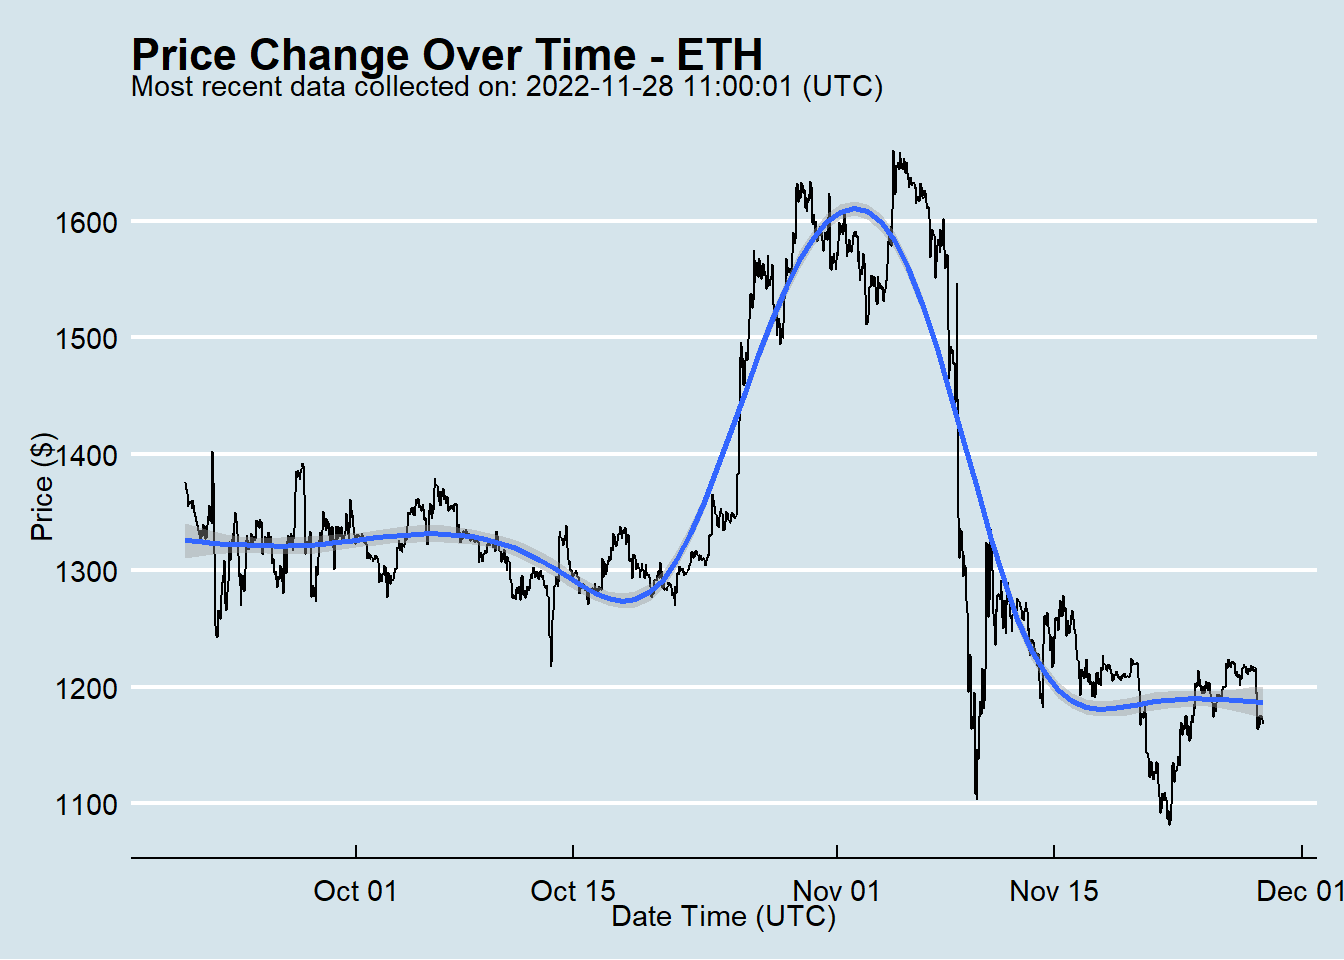 Price Change Over Time - ETH
Most recent data collected on: 2022-11-28 11:00:01 (UTC)
1600
1500
1400
1300
1200
1100
Price ($)
Oct 01
Oct 15
Nov 01
Nov 15
Dec 01
Date Time (UTC)